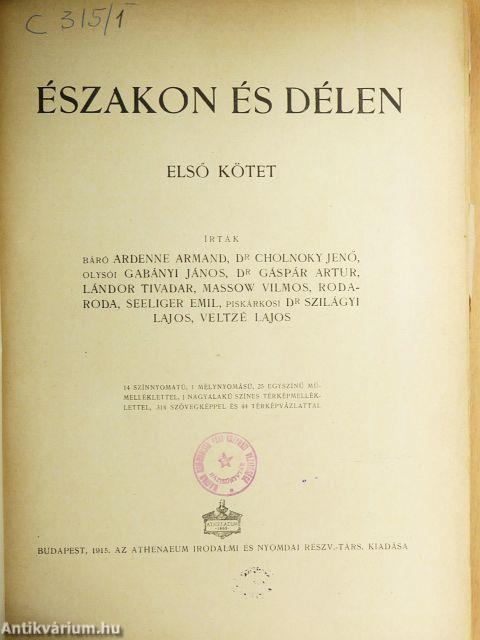 C 315/1
ÉSZAKON ÉS DÉLEN
ELSŐ KÖTET
ÍRTÁK
BÁRÓ ARDENNE ARMAND, DR CHOLNOKY JENŐ,
OLYSÓI GABÁNYI JÁNOS, DR GÁSPÁR ARTUR,
LÁNDOR TIVADAR, MASSOW VILMOS, RODA-
RODA, SEELIGER EMIL, PISKÁRKOSI DR SZILÁGYI
LAJOS, VELTZÉ LAJOS
14 SZINNYOMATÚ, 1 MÉLYNYOMÁSÚ, 25 EGYSZÍNŰ MŰ-
MELLÉKLETTEL, 1 NAGYALAKÚ SZÍNES TÉRKÉPMELLÉK-
LETTEL, 314 SZÖVEGKÉPPEL ÉS 44 TÉRKÉPVÁZLATTAL
ATHENAEUM
BUDAPEST, 1915. AZ ATHENAEUM IRODALMI ÉS NYOMDAI RÉSZV.-TÁRS. KIADÁSA
Antikvárium.hu